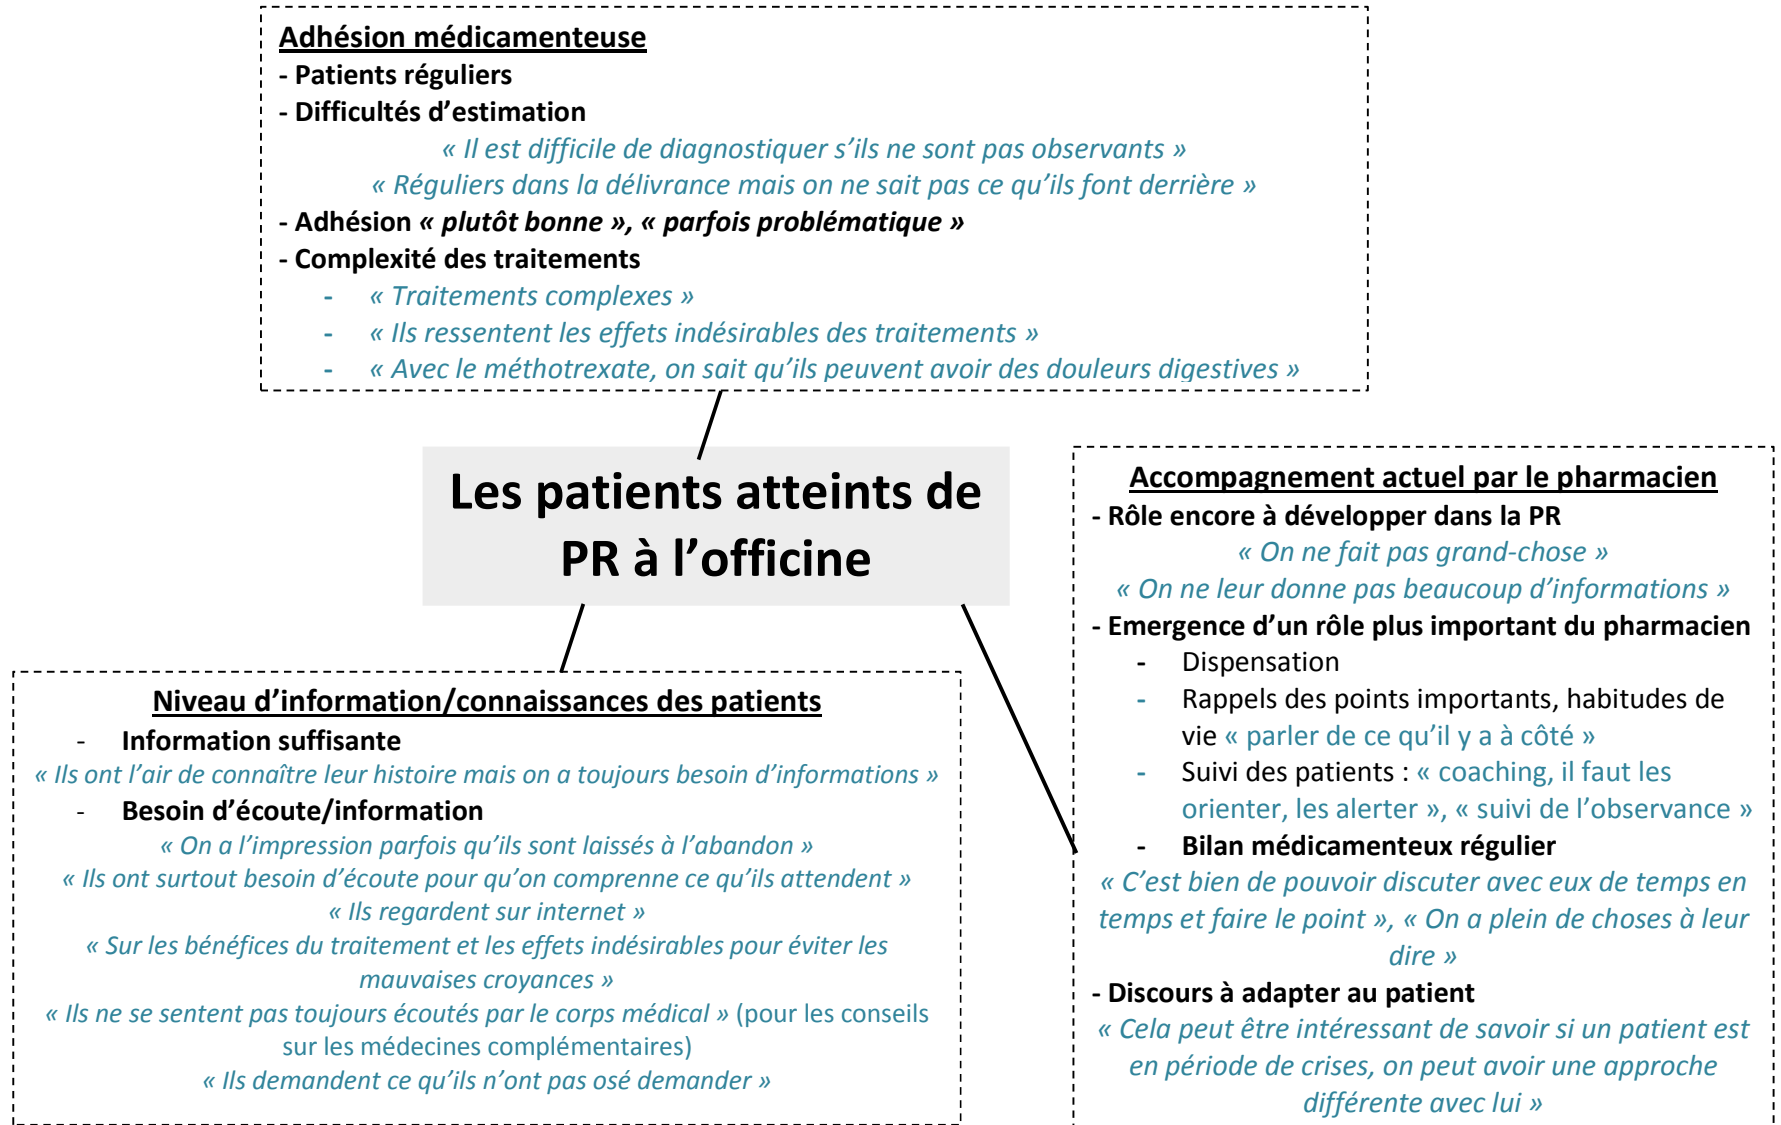 Adhésion médicamenteuse
- Patients réguliers
- Difficultés d’estimation
« Il est difficile de diagnostiquer s’ils ne sont pas observants »
« Réguliers dans la délivrance mais on ne sait pas ce qu’ils font derrière »
- Adhésion « plutôt bonne », « parfois problématique »
- Complexité des traitements
- « Traitements complexes »
- « Ils ressentent les effets indésirables des traitements »
- « Avec le méthotrexate, on sait qu’ils peuvent avoir des douleurs digestives »
Les patients atteints de
PR à l’officine
Niveau d’information/connaissances des patients
- Information suffisante
« Ils ont l’air de connaître leur histoire mais on a toujours besoin d’informations »
- Besoin d’écoute/information
« On a l’impression parfois qu’ils sont laissés à l’abandon »
« Ils ont surtout besoin d’écoute pour qu’on comprenne ce qu’ils attendent »
« Ils regardent sur internet »
« Sur les bénéfices du traitement et les effets indésirables pour éviter les
mauvaises croyances »
« Ils ne se sentent pas toujours écoutés par le corps médical » (pour les conseils
sur les médecines complémentaires)
« Ils demandent ce qu’ils n’ont pas osé demander »
Accompagnement actuel par le pharmacien
- Rôle encore à développer dans la PR
« On ne fait pas grand-chose »
« On ne leur donne pas beaucoup d’informations »
- Emergence d’un rôle plus important du pharmacien
- Dispensation
- Rappels des points importants, habitudes de
vie « parler de ce qu’il y a à côté »
- Suivi des patients : « coaching, il faut les
orienter, les alerter », « suivi de l’observance »
- Bilan médicamenteux régulier
« C’est bien de pouvoir discuter avec eux de temps en
temps et faire le point », « On a plein de choses à leur
dire »
- Discours à adapter au patient
« Cela peut être intéressant de savoir si un patient est
en période de crises, on peut avoir une approche
différente avec lui »